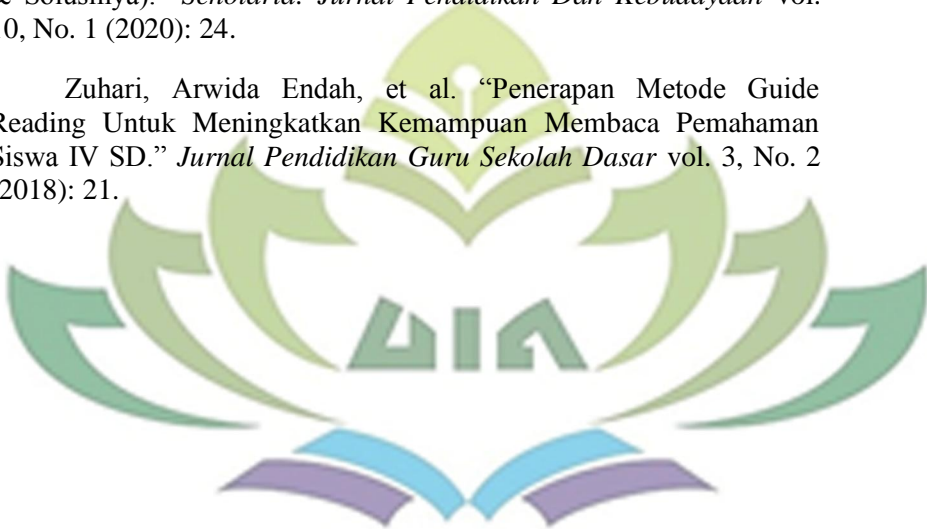 Scholaria: Jurnal Pendidikan Dan Kebudayaan vol.
10, No. 1 (2020): 24.
Zuhari, Arwida Endah, et al. “Penerapan Metode Guide
Reading Untuk Meningkatkan Kemampuan Membaca Pemahaman
Siswa IV SD.” Jurnal Pendidikan Guru Sekolah Dasar vol. 3, No. 2
(2018): 21.
UIN